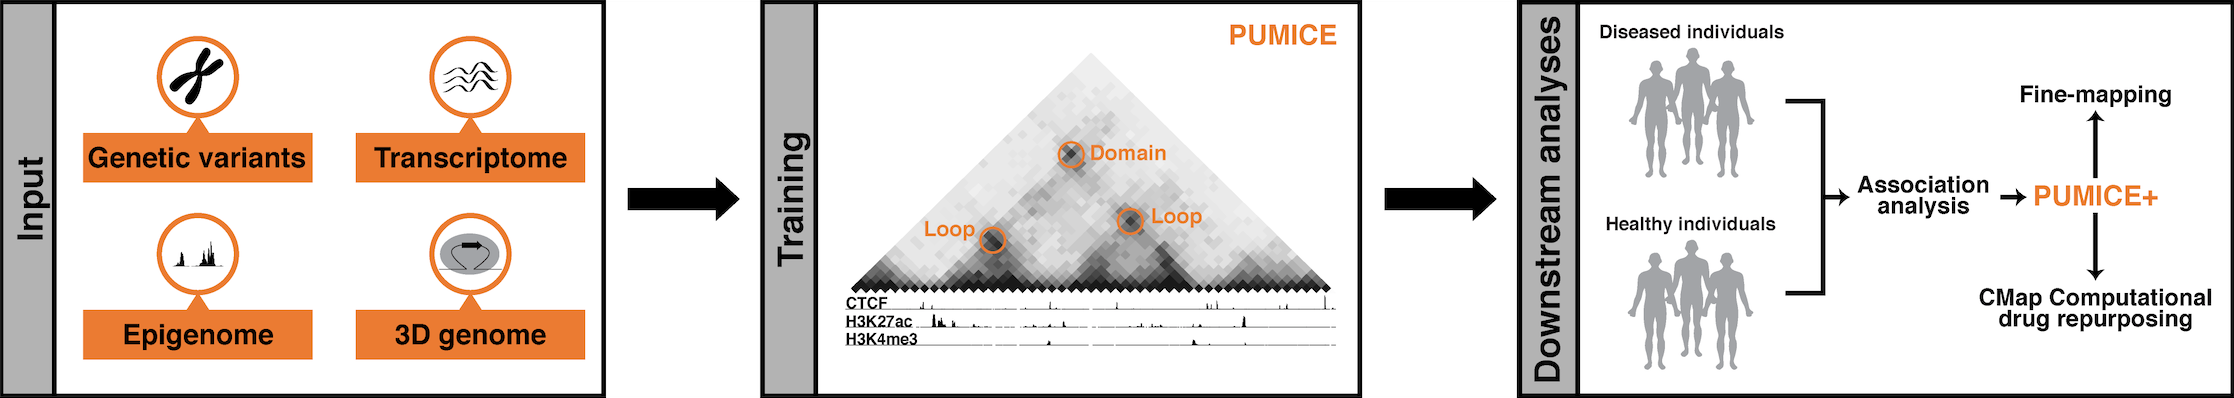 Input
Genetic variants
Transcriptome
Epigenome
3D genome
Training
PUMICE
Domain
Loop
Loop
CTCF
H3K27ac
H3K4me3
Downstream analyses
Diseased individuals
Healthy individuals
Association
analysis
Fine-mapping
PUMICE+
CMap Computational
drug repurposing